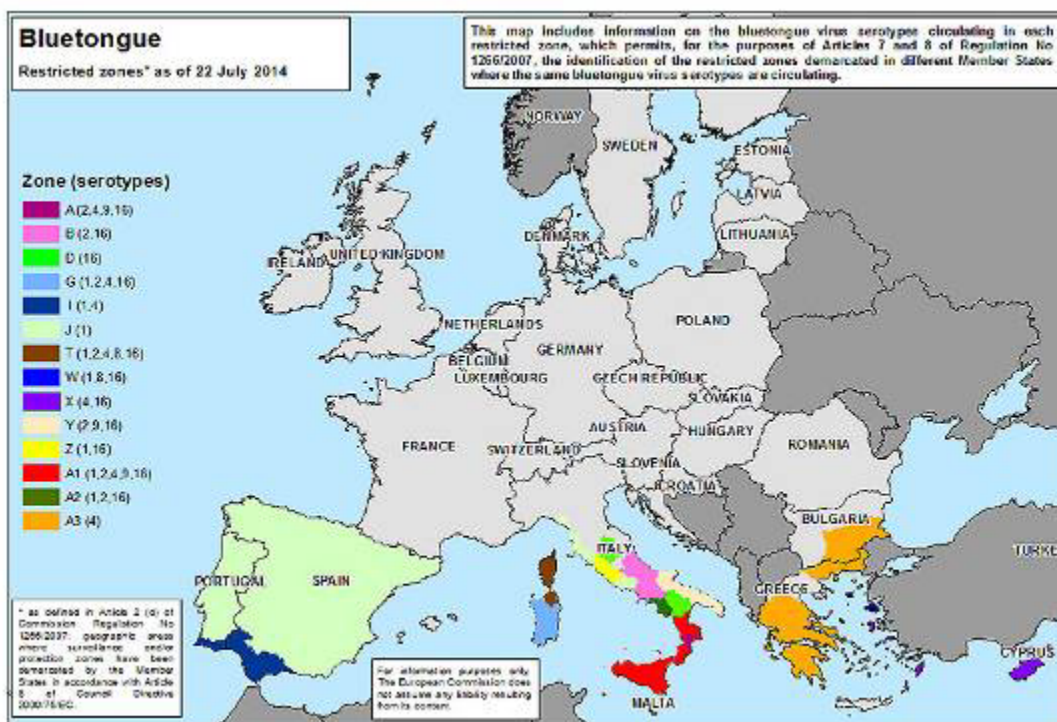 Bluetongue
Restricted zones* as of 22 July 2014
This map includes information on the bluetongue virus serotypes circulating in each
restricted zone, which permits, for the purposes of Articles 7 and 8 of Regulation No
1266/2007, the identification of the restricted zones demarcated in different Member States
where the same bluetongue virus serotypes are circulating.
NORWAY
SWEDEN
ESTONIA
LATVIA
LITHUANIA
DENMARK
IRELAND
UNITED KINGDOM
NETHERLANDS
POLAND
BELGIUM
GERMANY
LUXEMBOURG
CZECH REPUBLIC
SLOVAKIA
FRANCE
AUSTRIA
HUNGARY
SWITZERLAND
ROMANIA
SLOVENIA
CROATIA
BULGARIA
ITALY
TURKE
PORTUGAL
SPAIN
GREECE
CYPRUS
MALTA
Zone (serotypes)
A (2,4,9,16)
B (2,16)
D (16)
G (1,2,4,16)
I (1,4)
J (1)
T (1,2,4,8,16)
W (1,8,16)
X (4,16)
Y (2,9,16)
Z (1,16)
A1 (1,2,4,9,16)
A2 (1,2,16)
A3 (4)
* as defined in Article 2 (d) of
Commission Regulation No
1266/2007: geographic areas
where surveillance and/or
protection zones have been
demarcated by the Member
States in accordance with Article
8 of Council Directive
2000/75/EC.
For information purposes only.
The European Commission does
not assume any liability resulting
from its content.